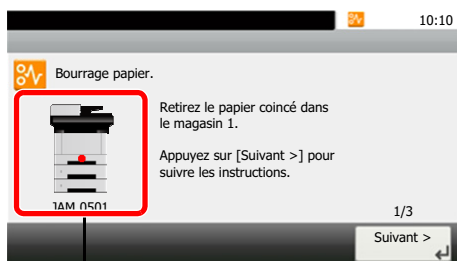 10:10
Bourrage papier.
Retirez le papier coincé dans
le magasin 1.
Appuyez sur [Suivant >] pour
suivre les instructions.
JAM 0501
1/3
Suivant >